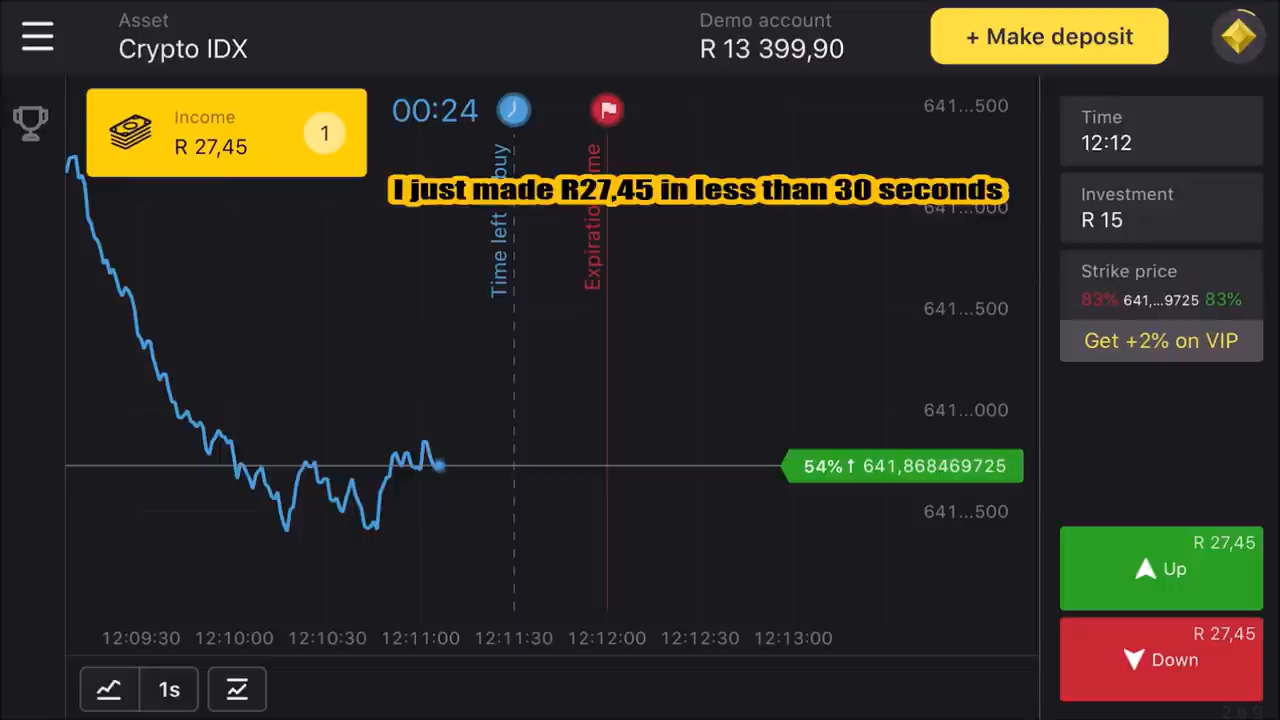 Asset
Crypto IDX
Demo account
R 13 399,90
+ Make deposit
Income
R 27,45
1
00:24
Time left
buy
I just made R27,45 in less than 30 seconds
641...500
641...000
641...500
641...000
54%↑ 641,868469725
641...500
12:09:30 12:10:00 12:10:30 12:11:00 12:11:30 12:12:00 12:12:30 12:13:00
1s
Time
12:12
Investment
R 15
Strike price
83% 641,...9725 83%
Get +2% on VIP
R 27,45
Up
R 27,45
Down